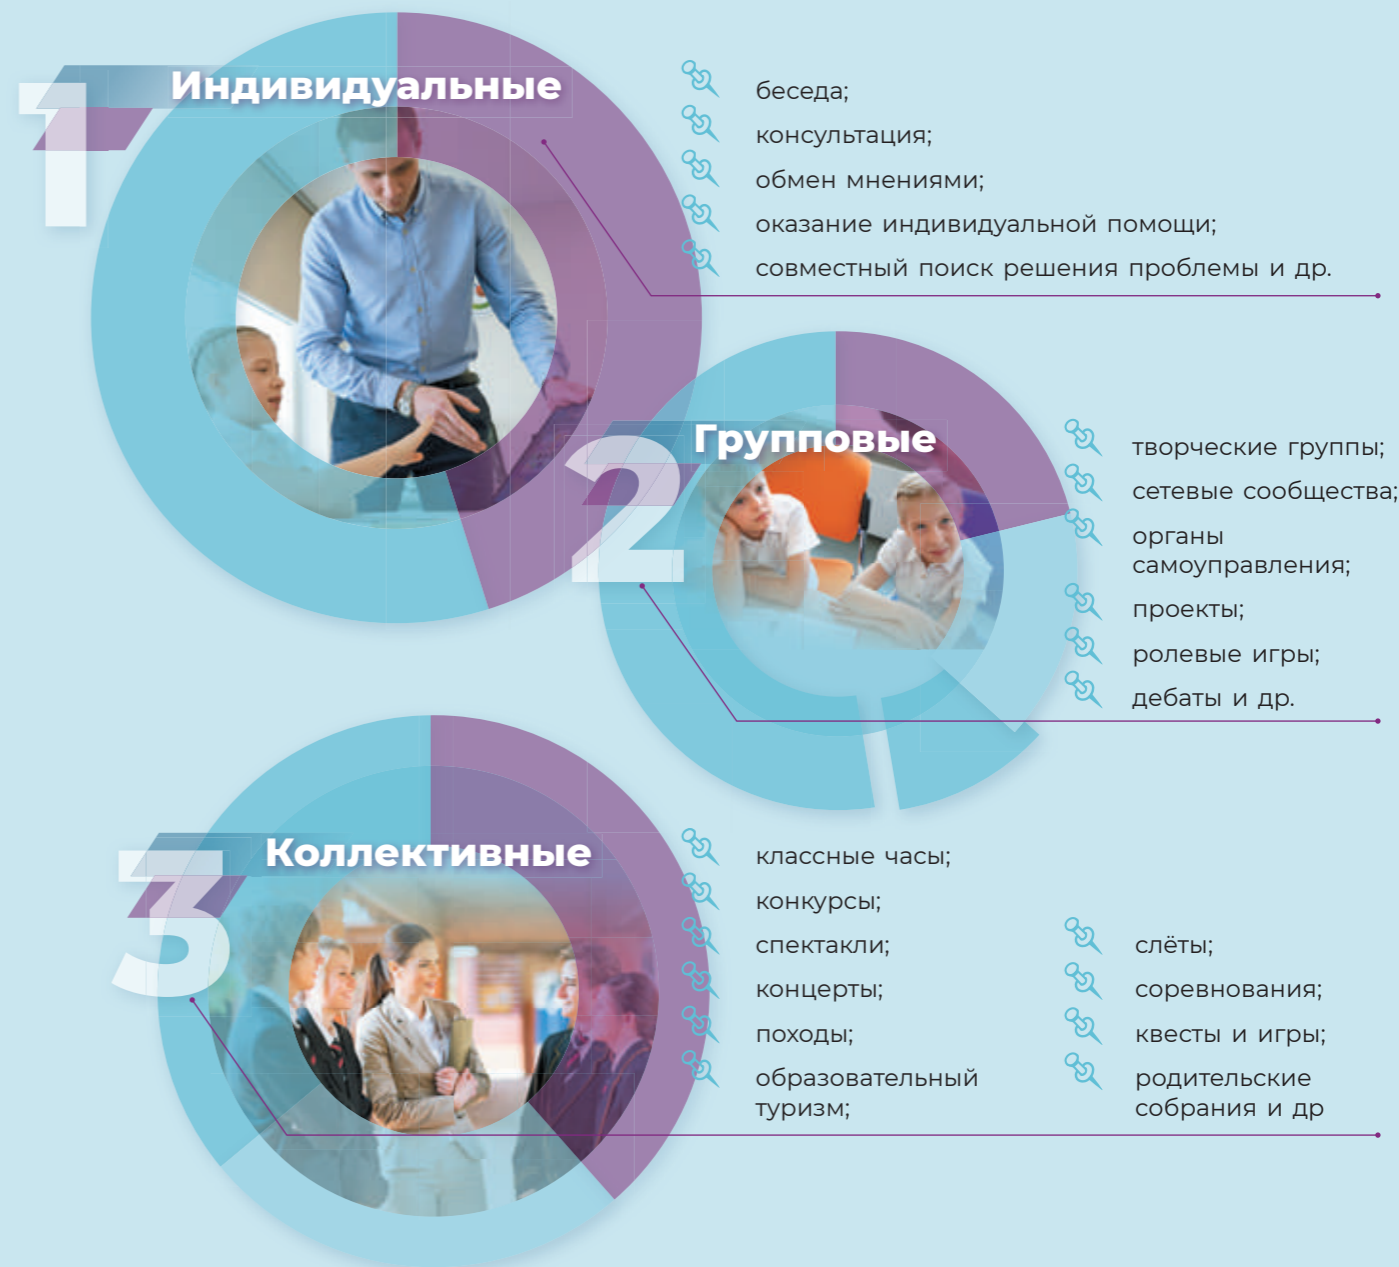 1
Индивидуальные
беседа;
консультация;
обмен мнениями;
оказание индивидуальной помощи;
совместный поиск решения проблемы и др.
2
Групповые
творческие группы;
сетевые сообщества;
органы
самоуправления;
проекты;
ролевые игры;
дебаты и др.
3
Коллективные
классные часы;
конкурсы;
спектакли;
концерты;
походы;
образовательный
туризм;
слёты;
соревнования;
квесты и игры;
родительские
собрания и др